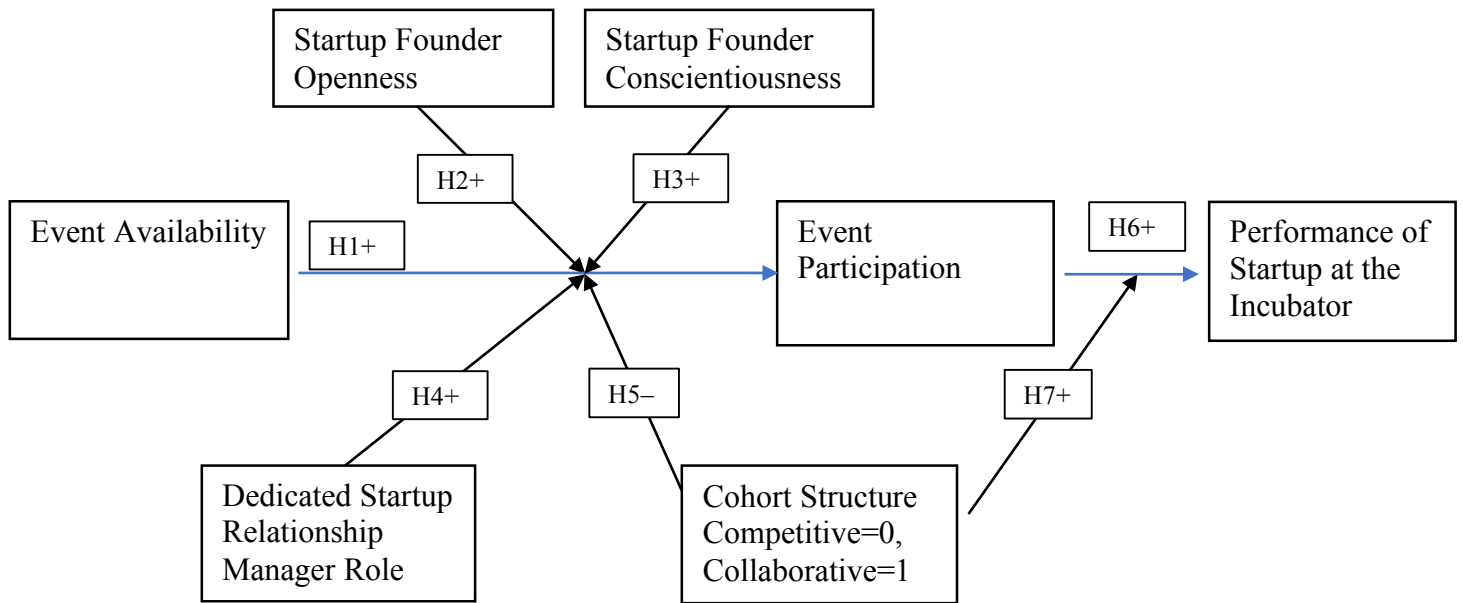 Startup Founder
Openness
Startup Founder
Conscientiousness
H2+
H3+
Event Availability
H1+
Event
Participation
H6+
Performance of
Startup at the
Incubator
H4+
H5–
H7+
Dedicated Startup
Relationship
Manager Role
Cohort Structure
Competitive=0,
Collaborative=1